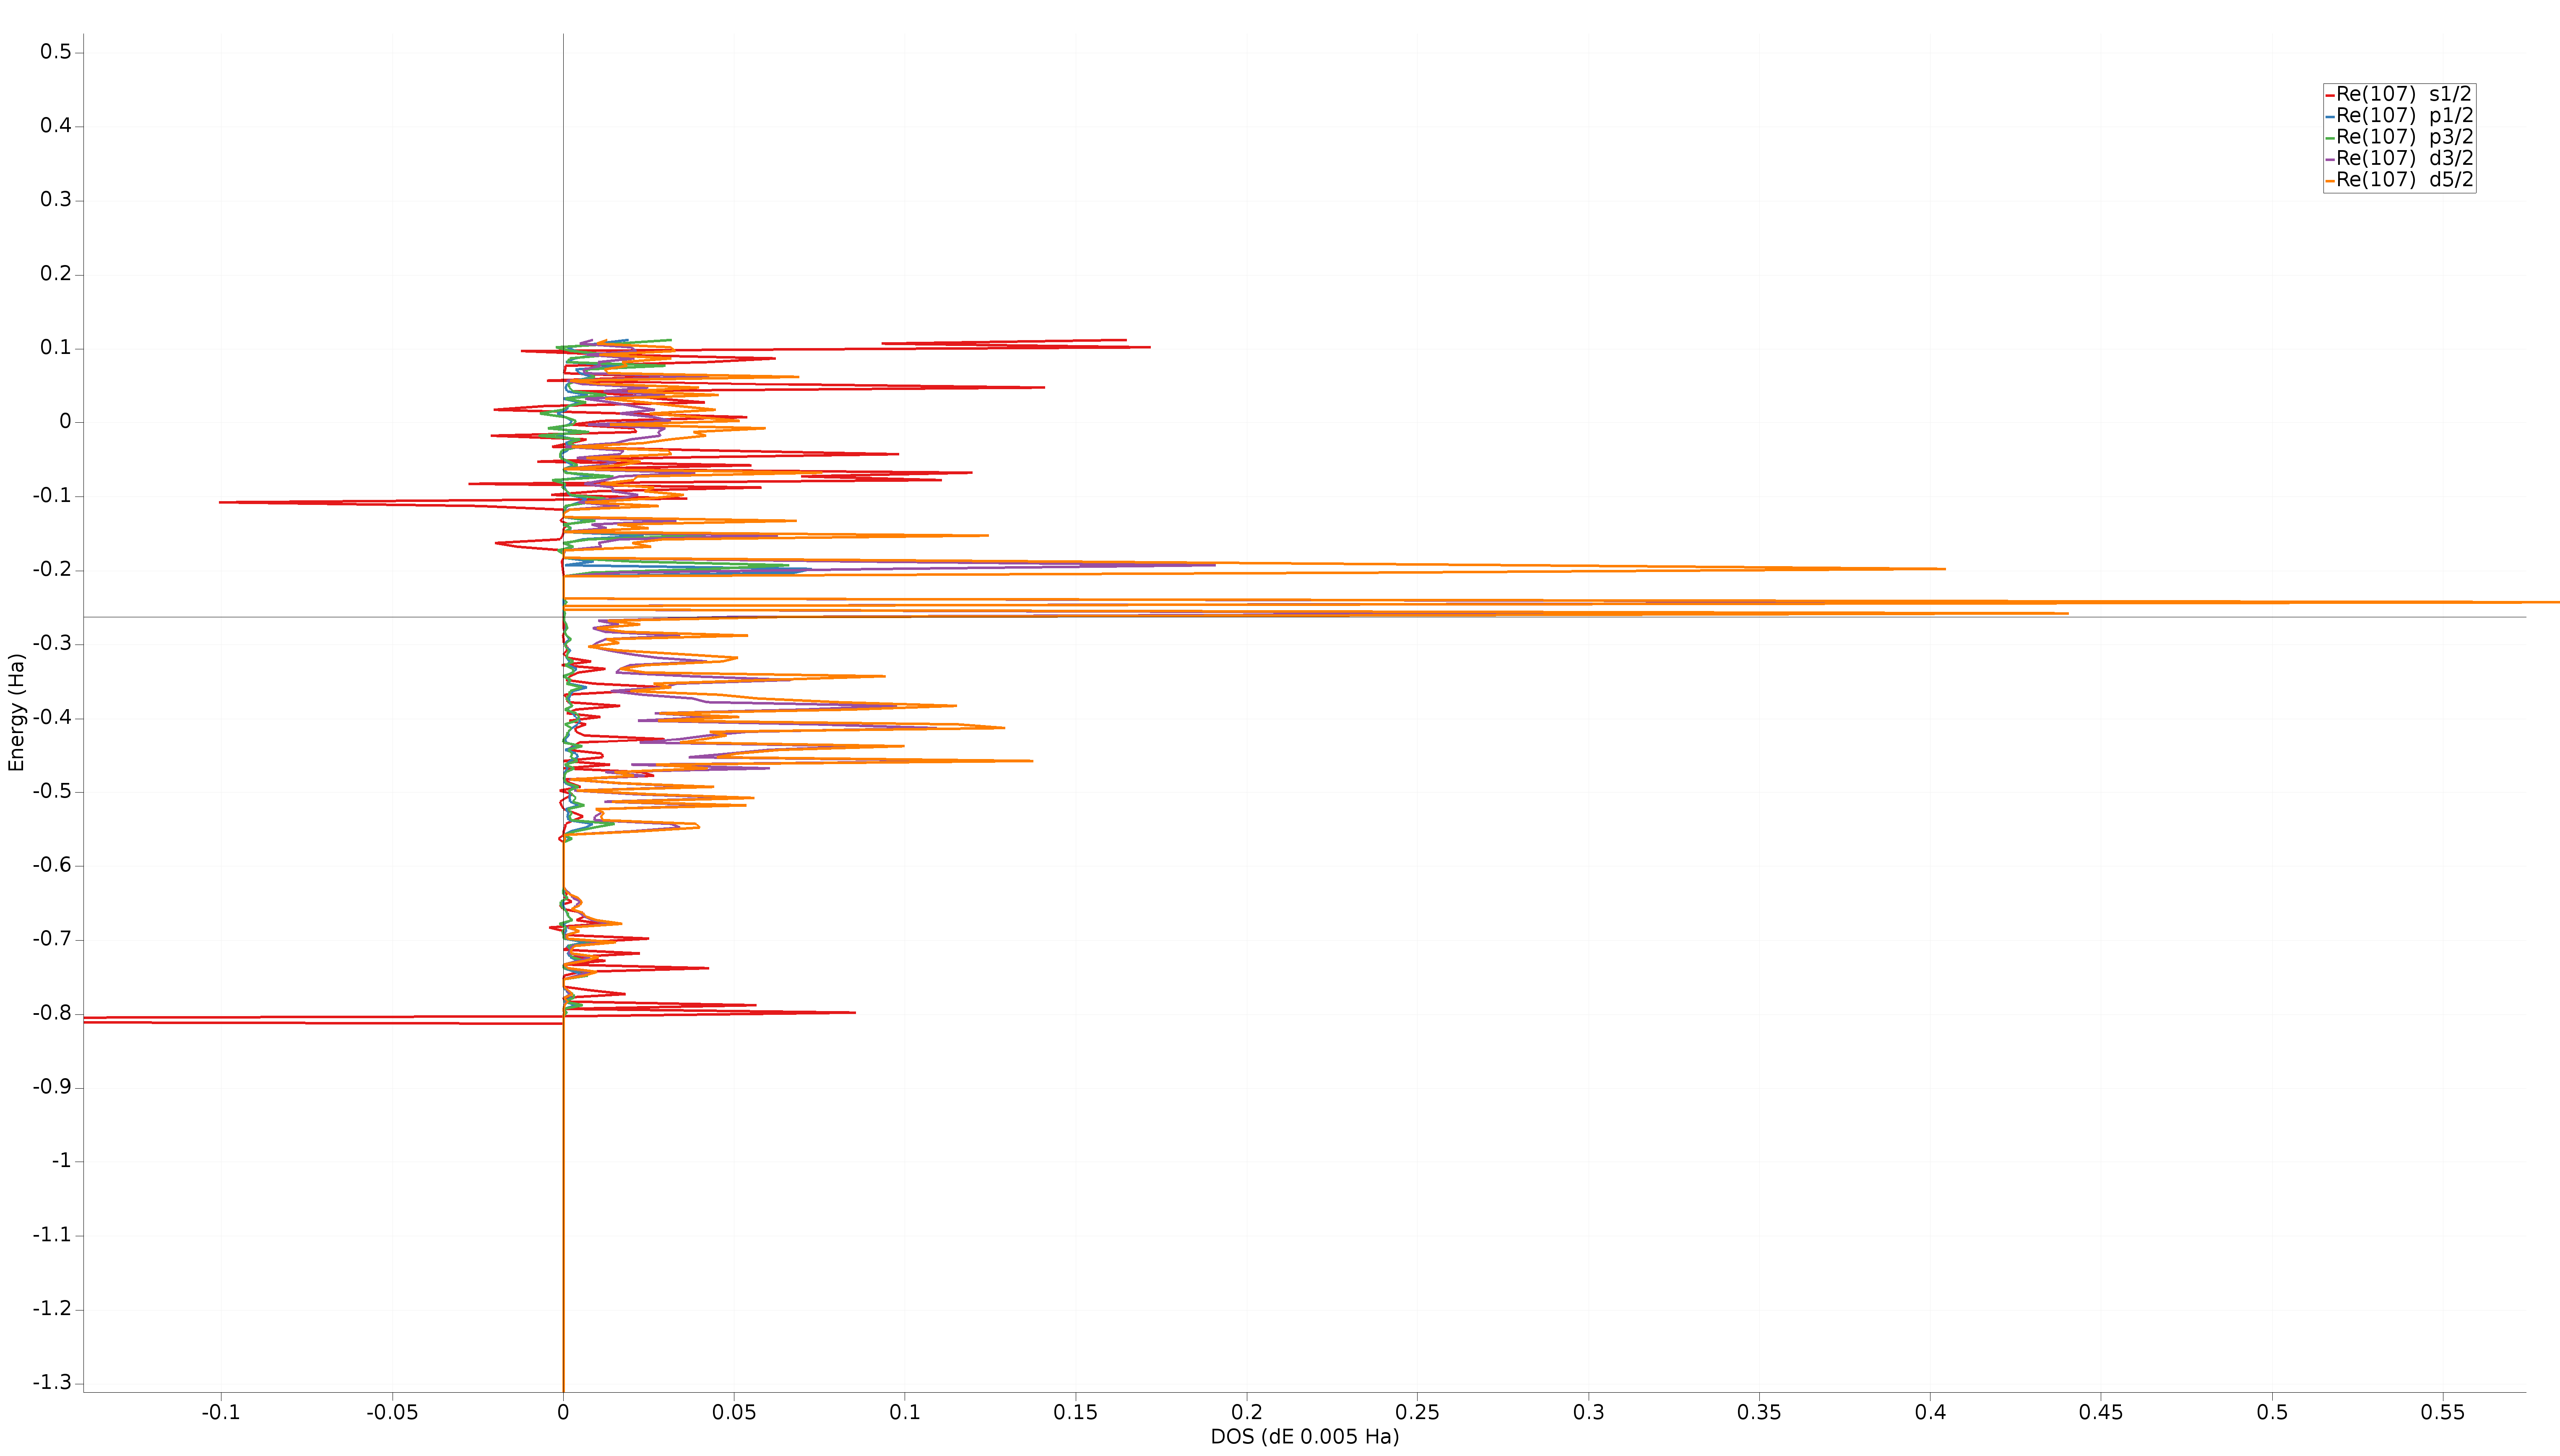 0.5
0.4
0.3
0.2
0.1
0
-0.1
-0.2
-0.3
-0.4
-0.5
-0.6
-0.7
-0.8
-0.9
-1
-1.1
-1.2
-1.3
Energy (Ha)
Re(107) s1/2
Re(107) p1/2
Re(107) p3/2
Re(107) d3/2
Re(107) d5/2
-0.1 -0.05 0 0.05 0.1 0.15 0.2 0.25 0.3 0.35 0.4 0.45 0.5 0.55
DOS (dE 0.005 Ha)